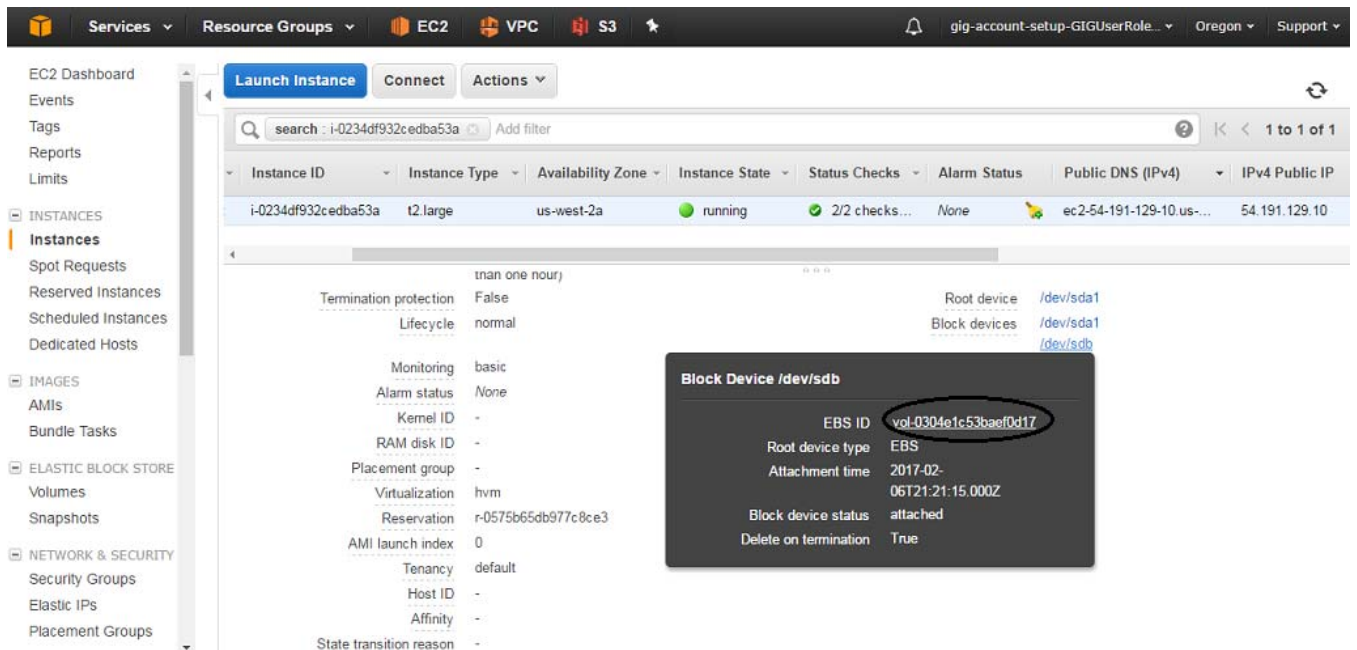 Services Resource Groups EC2 VPC S3 gig-account-setup-GIGUserRole... Oregon Support
EC2 Dashboard
Events
Tags
Reports
Limits
INSTANCES
Instances
Spot Requests
Reserved Instances
Scheduled Instances
Dedicated Hosts
IMAGES
AMIs
Bundle Tasks
ELASTIC BLOCK STORE
Volumes
Snapshots
NETWORK & SECURITY
Security Groups
Elastic IPs
Placement Groups
Launch Instance Connect Actions
search : i-0234df932cedba53a Add filter 1 to 1 of 1
Instance ID Instance Type Availability Zone Instance State Status Checks Alarm Status Public DNS (IPv4) IPv4 Public IP
i-0234df932cedba53a t2.large us-west-2a running 2/2 checks... None ec2-54-191-129-10.us-... 54.191.129.10
than one hour)
Termination protection False
Lifecycle normal
Monitoring basic
Alarm status None
Kernel ID -
RAM disk ID -
Placement group -
Virtualization hvm
Reservation r-0575b65db977c8ce3
AMI launch index 0
Tenancy default
Host ID -
Affinity -
State transition reason -
Root device /dev/sda1
Block devices /dev/sda1
/dev/sdb
Block Device /dev/sdb
EBS ID vol-0304e1c53baef0d17
Root device type EBS
Attachment time 2017-02-
06T21:21:15.000Z
Block device status attached
Delete on termination True